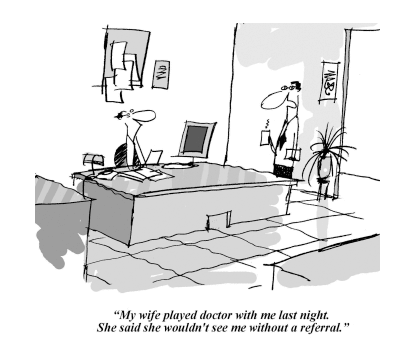 “My wife played doctor with me last night.
She said she wouldn't see me without a referral.”